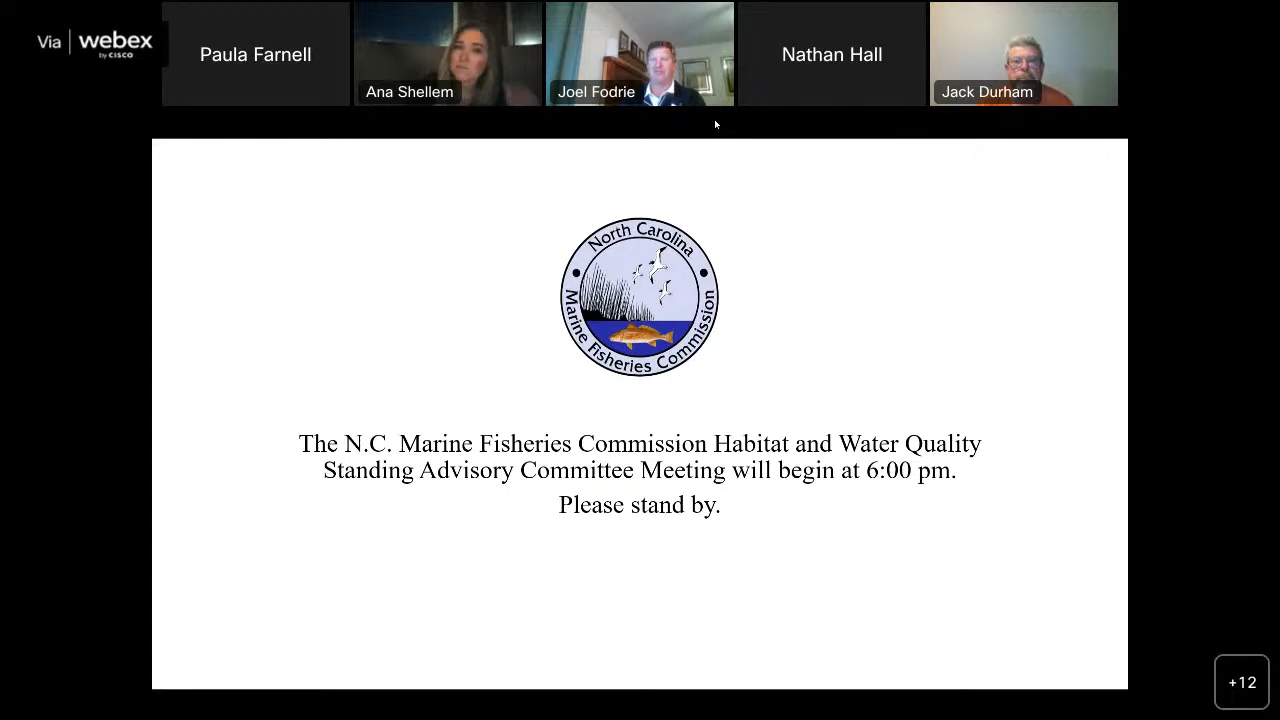 Via webex
by CISCO
Paula Farnell
Ana Shellem
Joel Fodrie
Nathan Hall
Jack Durham
North Carolina
Marine Fisheries Commission
The N.C. Marine Fisheries Commission Habitat and Water Quality
Standing Advisory Committee Meeting will begin at 6:00 pm.
Please stand by.
+12